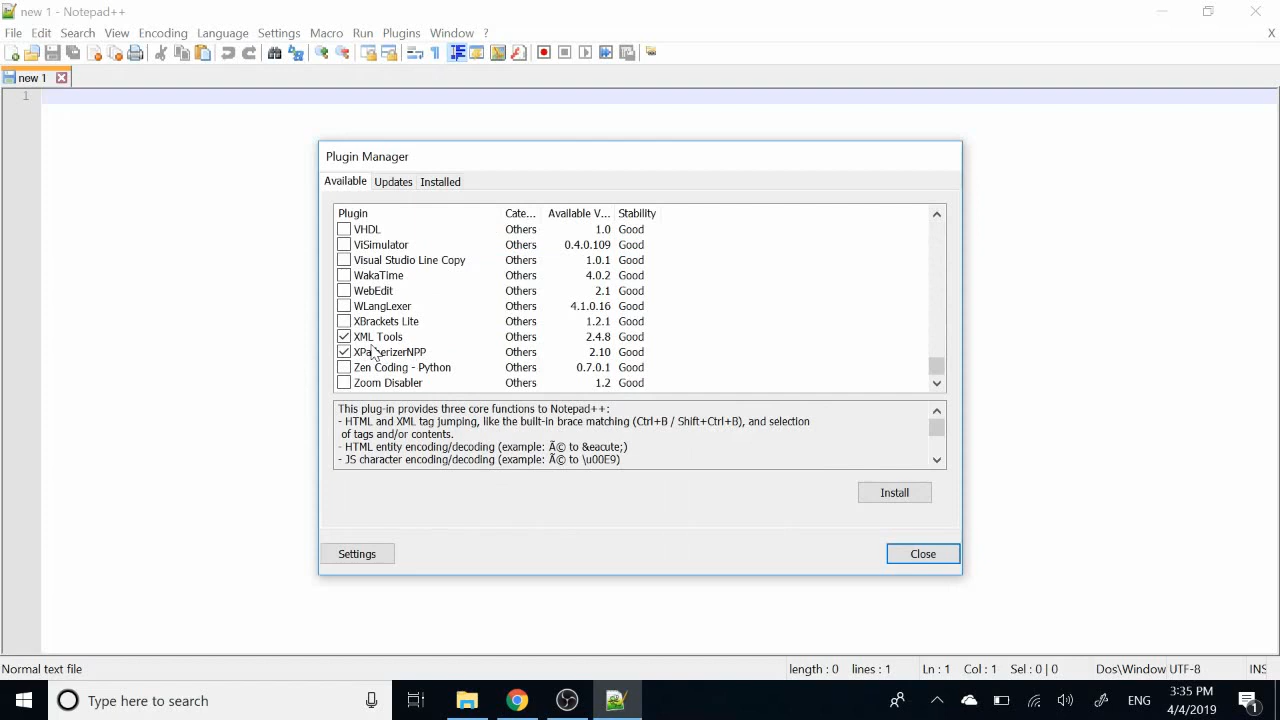 new 1 - Notepad++
File Edit Search View Encoding Language Settings Macro Run Plugins Window ? X
new 1
1
Plugin Manager
Available Updates Installed
Plugin Cate... Available V... Stability
VHDL Others 1.0 Good
ViSimulator Others 0.4.0.109 Good
Visual Studio Line Copy Others 1.0.1 Good
WakaTime Others 4.0.2 Good
WebEdit Others 2.1 Good
WLangLexer Others 4.1.0.16 Good
XBrackets Lite Others 1.2.1 Good
XML Tools Others 2.4.8 Good
Others 2.10 Good
Zen Coding - Python Others 0.7.0.1 Good
Zoom Disabler Others 1.2 Good
This plug-in provides three core functions to Notepad++:
- HTML and XML tag jumping, like the built-in brace matching (Ctrl+B / Shift+Ctrl+B), and selection
of tags and/or contents.
- HTML entity encoding/decoding (example: Ã© to &eacute;)
- JS character encoding/decoding (example: Ã© to \u00E9)
Install
Settings Close
Normal text file length : 0 lines : 1 Ln : 1 Col : 1 Sel : 0 | 0 Dos\Window UTF-8 INS
Type here to search ENG 3:35 PM
4/4/2019 1